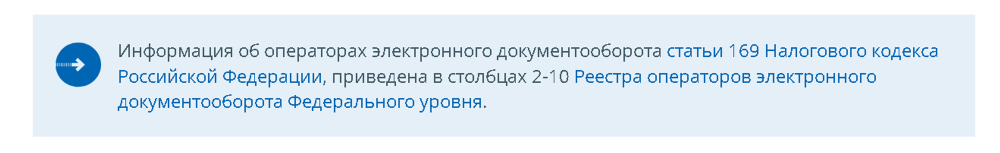 Информация об операторах электронного документооборота статьи 169 Налогового кодекса
Российской Федерации, приведена в столбцах 2-10 Реестра операторов электронного
документооборота Федерального уровня.